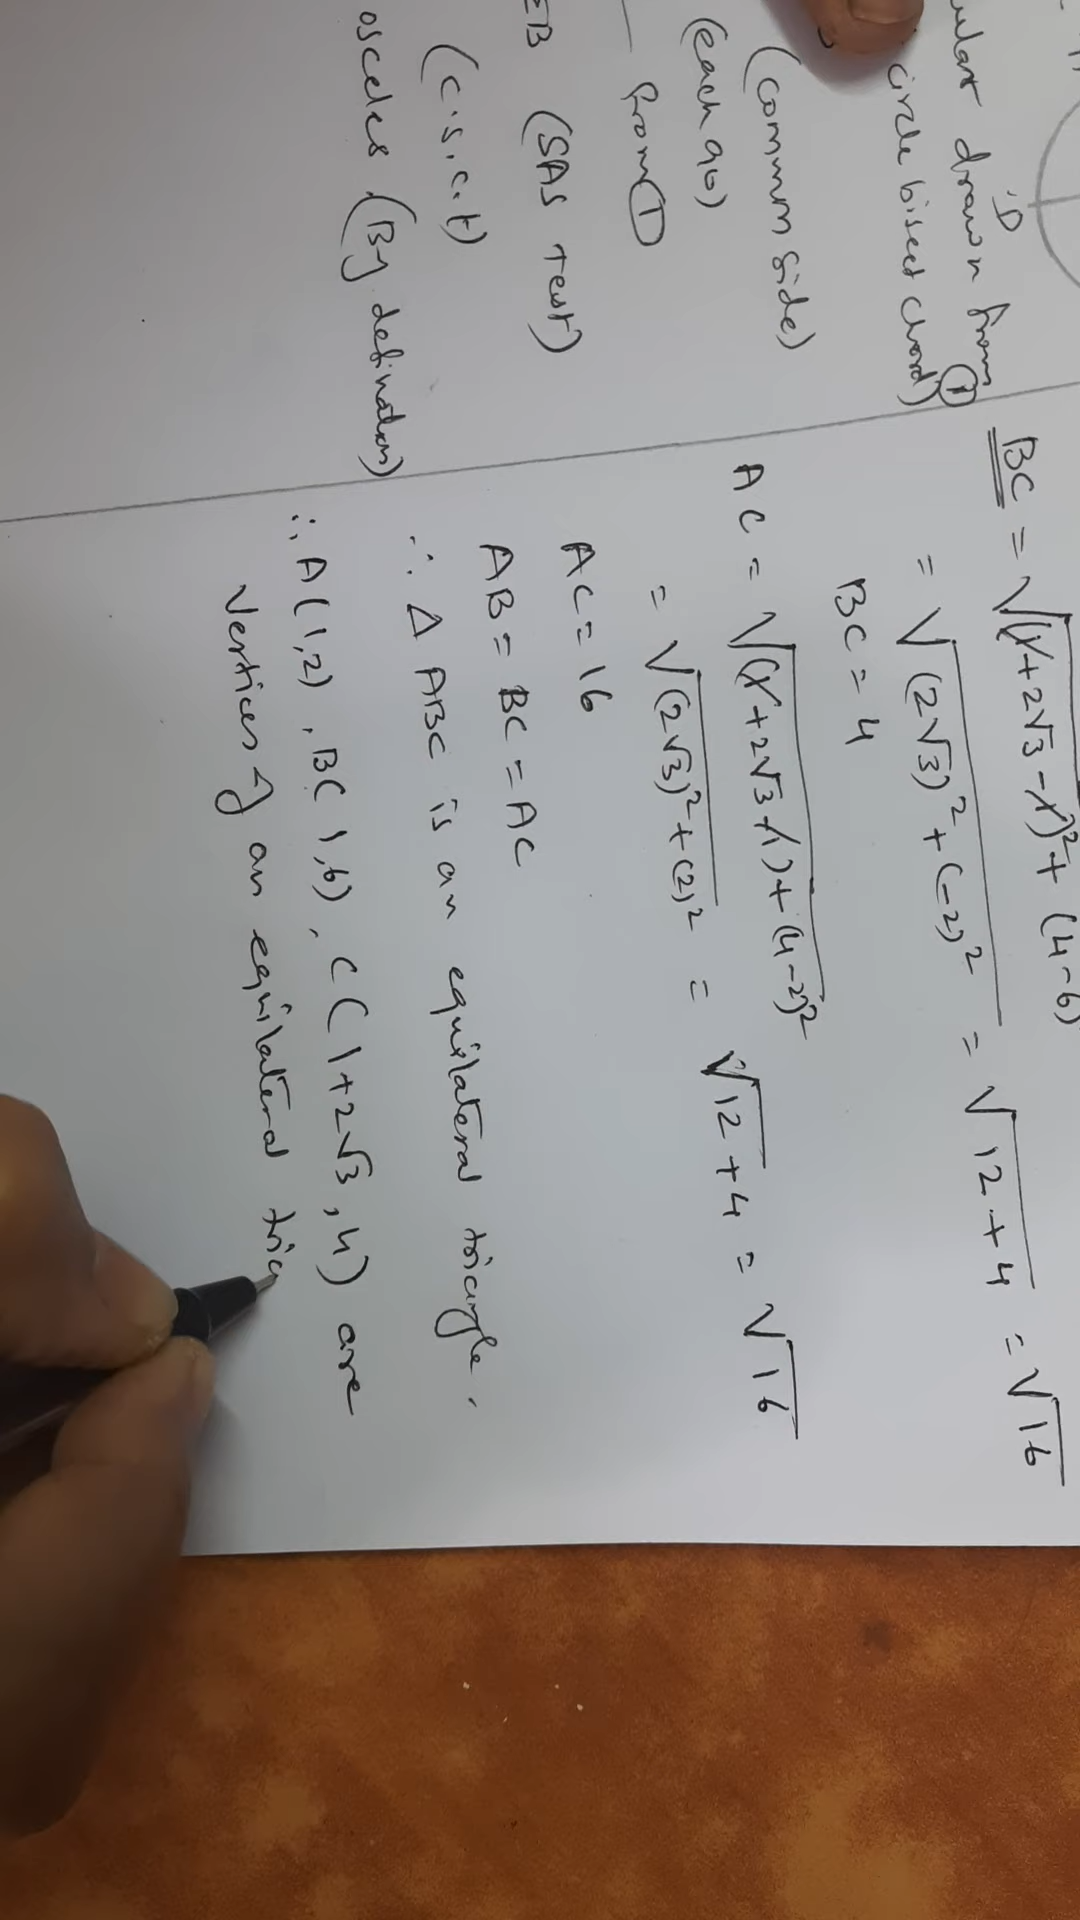 'D
drawn from
circle bisect chord) ①
(common side)
(each 90)
from ①
≅B (SAS test)
(c.s.c.t)
osceles (By defination)
BC = √(1+2√3-1)² + (4-6)
= √(2√3)² + (-2)² = √12+4 = √16
BC = 4
AC = √(1+2√3-1) + (4-2)²
= √(2√3)² + (2)² = √12+4 = √16
AC = 16
AB = BC = AC
∴ Δ ABC is an equilateral triangle.
∴ A(1,2), B(1,6), C(1+2√3,4) are
vertices of an equilateral tria